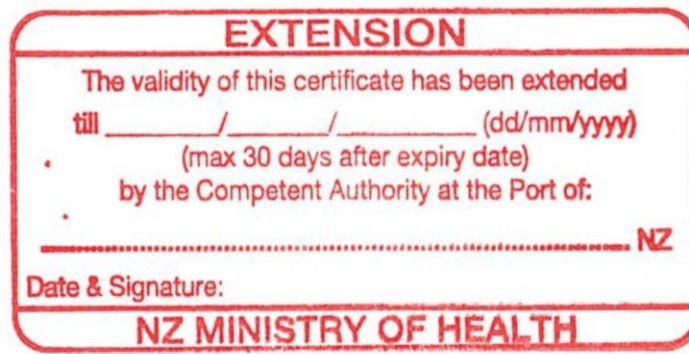 EXTENSION
The validity of this certificate has been extended
till ______/______/________ (dd/mm/yyyy)
(max 30 days after expiry date)
by the Competent Authority at the Port of:
........................................................................ NZ
Date & Signature:
NZ MINISTRY OF HEALTH